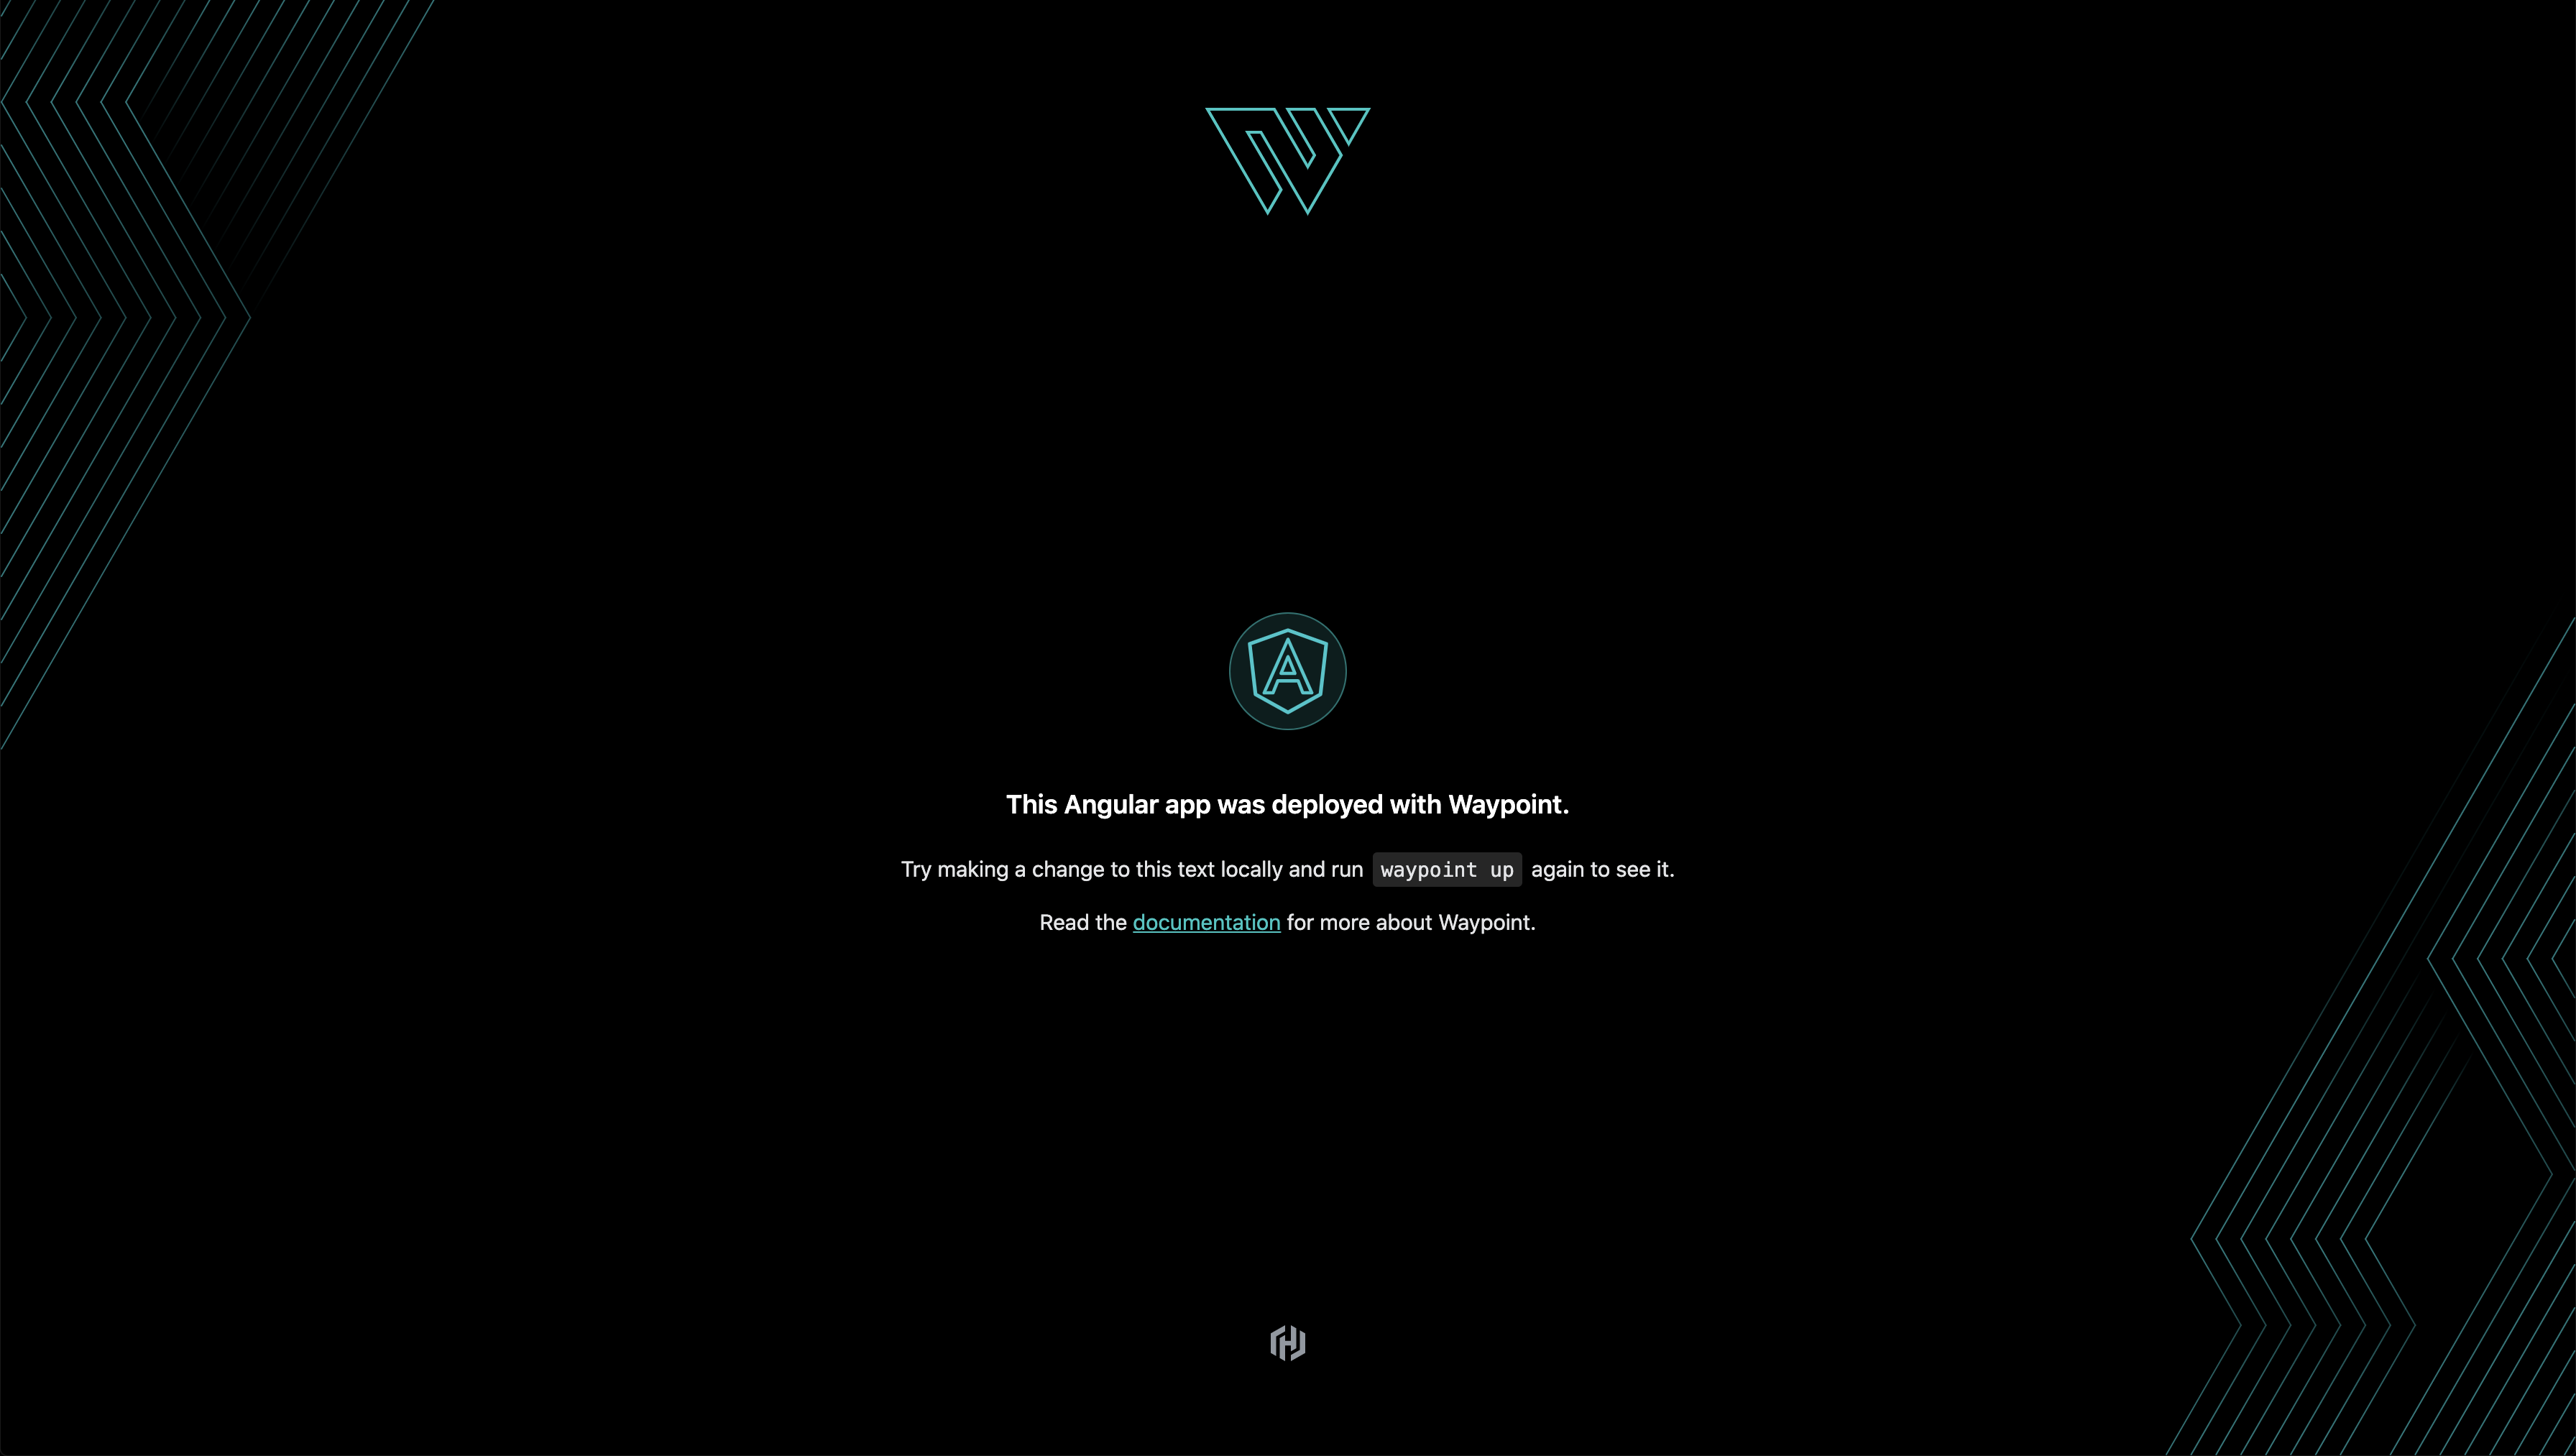 This Angular app was deployed with Waypoint.
Try making a change to this text locally and run waypoint up again to see it.
Read the documentation for more about Waypoint.